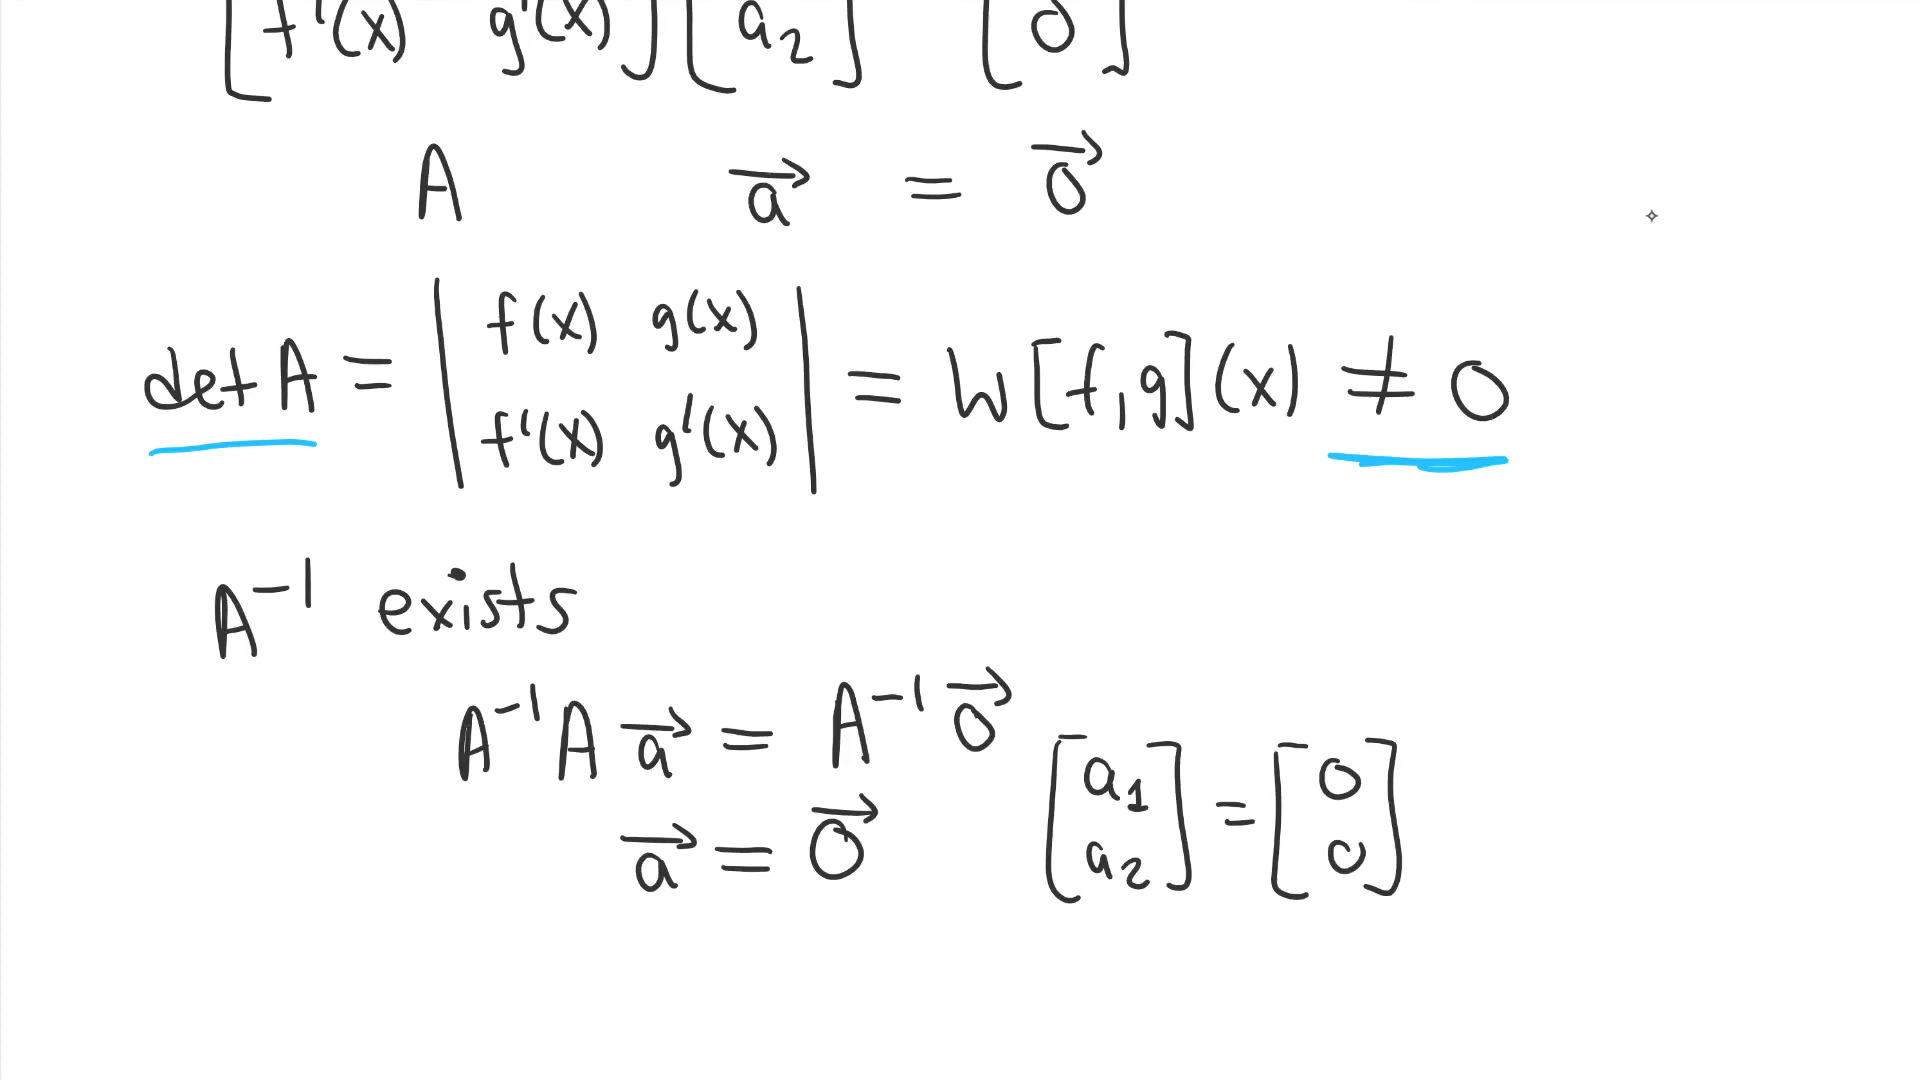 [f'(x) g'(x)] [a₂] [0]
A a⃗ = 0⃗
det A = | f(x) g(x) | = W[f,g](x) ≠ 0
| f'(x) g'(x) |
A⁻¹ exists
A⁻¹A a⃗ = A⁻¹ 0⃗
a⃗ = 0⃗ [a₁ a₂] = [0 0]